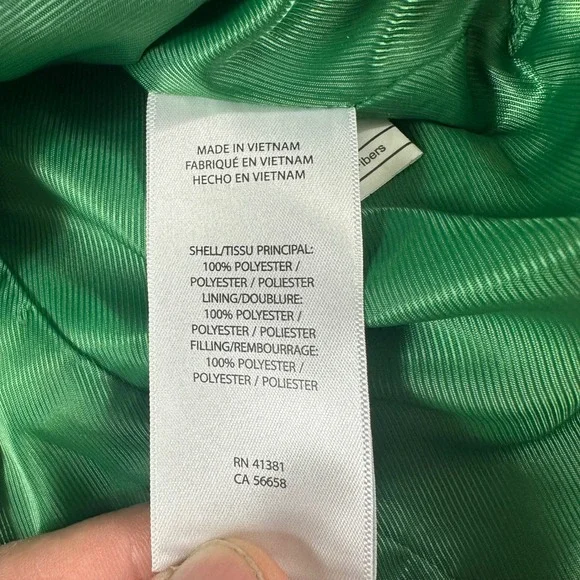 MADE IN VIETNAM
FABRIQUÉ EN VIETNAM
HECHO EN VIETNAM
SHELL/TISSU PRINCIPAL:
100% POLYESTER /
POLYESTER / POLIESTER
LINING/DOUBLURE:
100% POLYESTER /
POLYESTER / POLIESTER
FILLING/REMBOURRAGE:
100% POLYESTER /
POLYESTER / POLIESTER
RN 41381
CA 56658